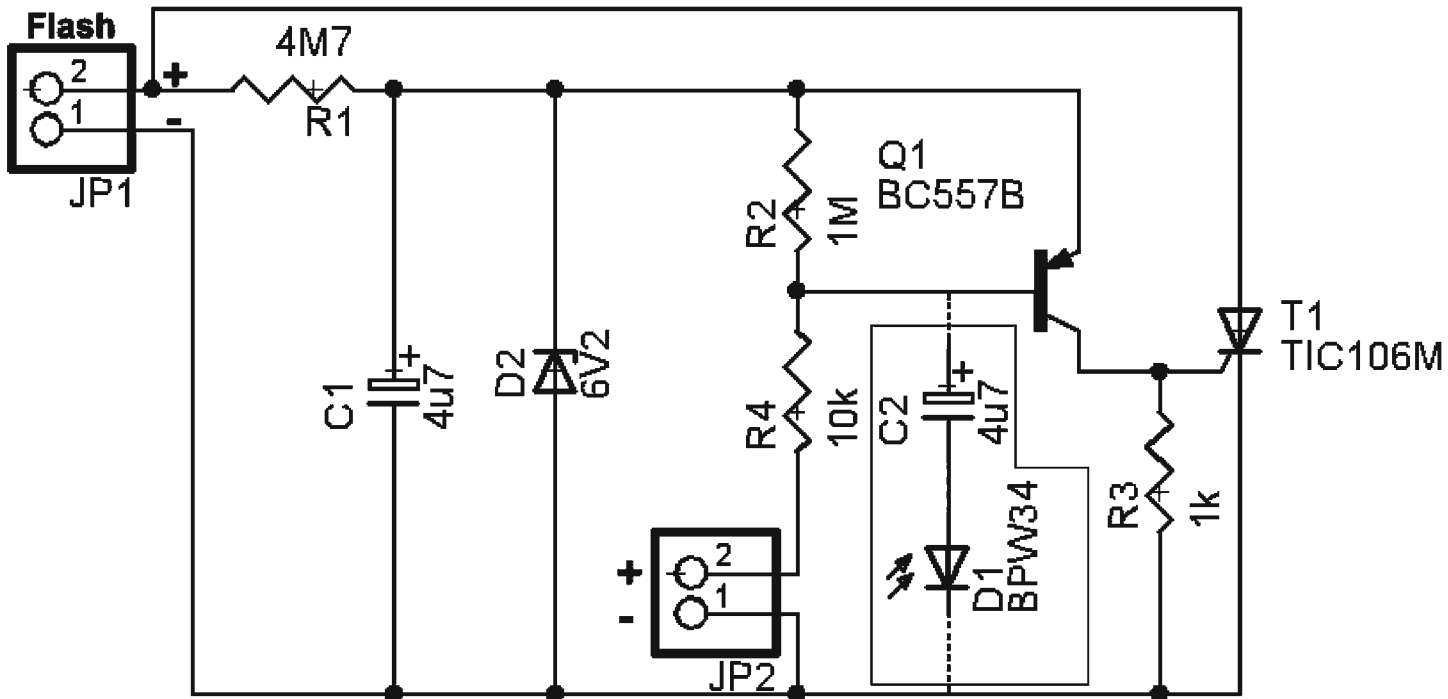 Flash
2
1
+
-
JP1
4M7
R1
C1
+
4u7
D2
6V2
R2
1M
R4
10k
Q1
BC557B
C2
+
4u7
D1
BPW34
JP2
2
1
+
-
R3
1k
T1
TIC106M